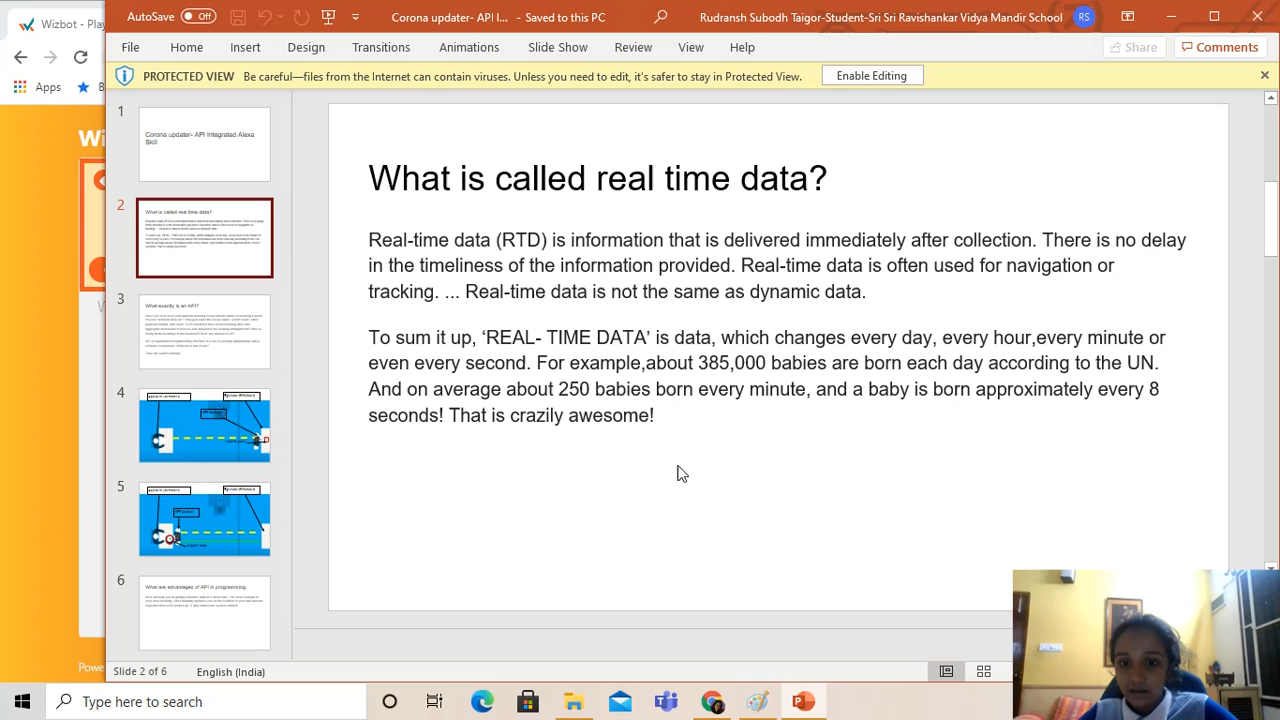 Wizbot - Play
AutoSave Off
Corona updater- API I... - Saved to this PC
Rudransh Subodh Taigor-Student-Sri Sri Ravishankar Vidya Mandir School RS
File Home Insert Design Transitions Animations Slide Show Review View Help Share Comments
PROTECTED VIEW Be careful—files from the Internet can contain viruses. Unless you need to edit, it's safer to stay in Protected View. Enable Editing
Apps B
1
Corona updater- API Integrated Alexa
Skill
2
What is called real time data?
3
What exactly is an API?
4
5
6
What are advantages of API in programming
What is called real time data?
Real-time data (RTD) is information that is delivered immediately after collection. There is no delay
in the timeliness of the information provided. Real-time data is often used for navigation or
tracking. ... Real-time data is not the same as dynamic data.
To sum it up, ‘REAL- TIME DATA’ is data, which changes every day, every hour,every minute or
even every second. For example,about 385,000 babies are born each day according to the UN.
And on average about 250 babies born every minute, and a baby is born approximately every 8
seconds! That is crazily awesome!
Slide 2 of 6 English (India)
Type here to search